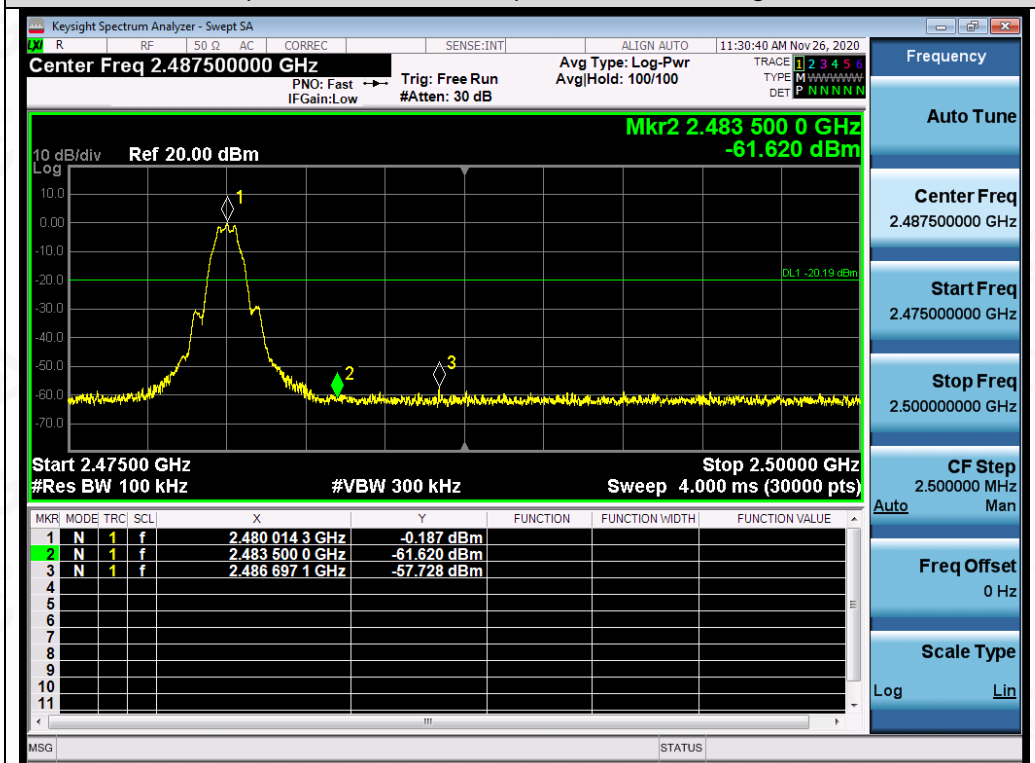 Keysight Spectrum Analyzer - Swept SA
LXI R RF 50 Ω AC CORREC SENSE:INT ALIGN AUTO 11:30:40 AM Nov 26, 2020
Center Freq 2.487500000 GHz
PNO: Fast
IFGain:Low
Trig: Free Run
#Atten: 30 dB
Avg Type: Log-Pwr
Avg|Hold: 100/100
TRACE 1 2 3 4 5 6
TYPE M WWWWW
DET P N N N N N
Mkr2 2.483 500 0 GHz
-61.620 dBm
10 dB/div Ref 20.00 dBm
Log
10.0
0.00
-10.0
-20.0
-30.0
-40.0
-50.0
-60.0
-70.0
1
2
3
DL1 -20.19 dBm
Start 2.47500 GHz Stop 2.50000 GHz
#Res BW 100 kHz #VBW 300 kHz Sweep 4.000 ms (30000 pts)
MKR MODE TRC SCL X Y FUNCTION FUNCTION WIDTH FUNCTION VALUE
1 N 1 f 2.480 014 3 GHz -0.187 dBm
2 N 1 f 2.483 500 0 GHz -61.620 dBm
3 N 1 f 2.486 697 1 GHz -57.728 dBm
4
5
6
7
8
9
10
11
MSG STATUS
Frequency
Auto Tune
Center Freq
2.487500000 GHz
Start Freq
2.475000000 GHz
Stop Freq
2.500000000 GHz
CF Step
2.500000 MHz
Auto Man
Freq Offset
0 Hz
Scale Type
Log Lin